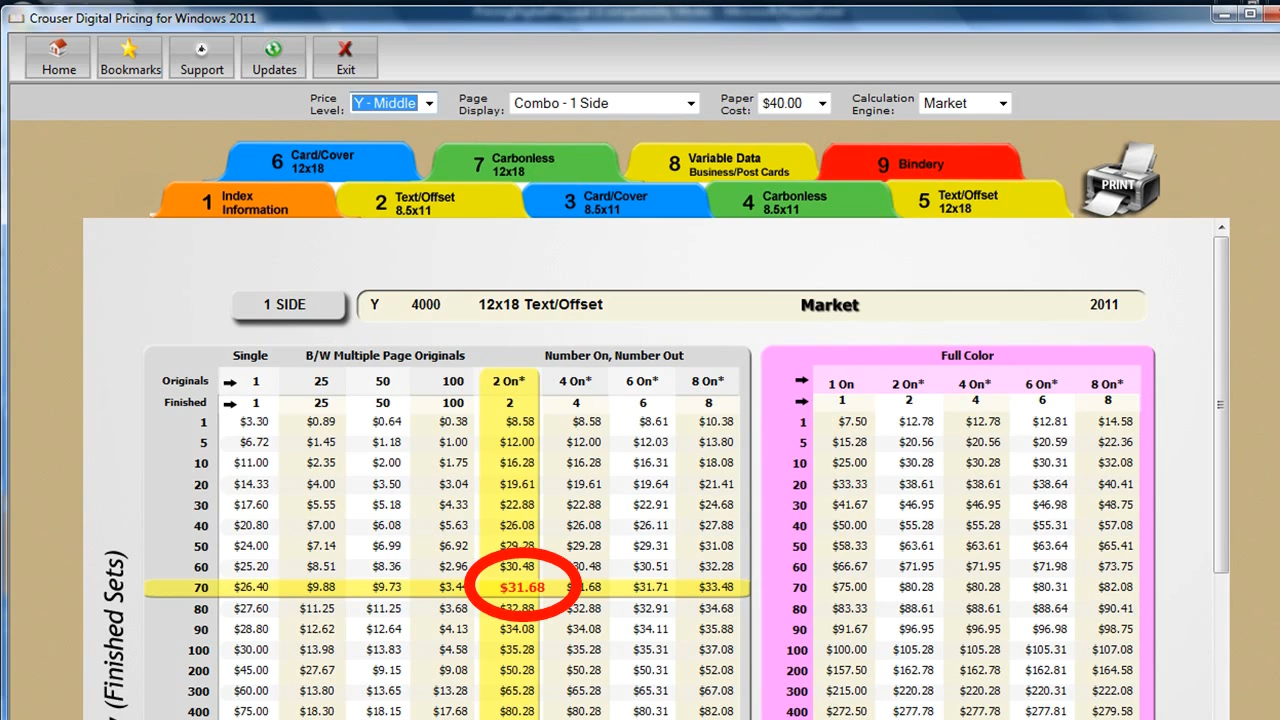 Crouser Digital Pricing for Windows 2011
Home Bookmarks Support Updates Exit
Price Level: Y - Middle Page Display: Combo - 1 Side Paper Cost: $40.00 Calculation Engine: Market
6 Card/Cover 12x18 7 Carbonless 12x18 8 Variable Data Business/Post Cards 9 Bindery
PRINT
1 Index Information 2 Text/Offset 8.5x11 3 Card/Cover 8.5x11 4 Carbonless 8.5x11 5 Text/Offset 12x18
1 SIDE Y 4000 12x18 Text/Offset Market 2011
Single B/W Multiple Page Originals Number On, Number Out Full Color
Originals 1 25 50 100 2 On* 4 On* 6 On* 8 On* 1 On 2 On* 4 On* 6 On* 8 On*
Finished 1 25 50 100 2 4 6 8 1 2 4 6 8
1 $3.30 $0.89 $0.64 $0.38 $8.58 $8.58 $8.61 $10.38 1 $7.50 $12.78 $12.78 $12.81 $14.58
5 $6.72 $1.45 $1.18 $1.00 $12.00 $12.00 $12.03 $13.80 5 $15.28 $20.56 $20.56 $20.59 $22.36
10 $11.00 $2.35 $2.00 $1.75 $16.28 $16.28 $16.31 $18.08 10 $25.00 $30.28 $30.28 $30.31 $32.08
20 $14.33 $4.00 $3.50 $3.04 $19.61 $19.61 $19.64 $21.41 20 $33.33 $38.61 $38.61 $38.64 $40.41
30 $17.60 $5.55 $5.18 $4.33 $22.88 $22.88 $22.91 $24.68 30 $41.67 $46.95 $46.95 $46.98 $48.75
40 $20.80 $7.00 $6.08 $5.63 $26.08 $26.08 $26.11 $27.88 40 $50.00 $55.28 $55.28 $55.31 $57.08
50 $24.00 $7.14 $6.99 $6.92 $29.28 $29.28 $29.31 $31.08 50 $58.33 $63.61 $63.61 $63.64 $65.41
60 $25.20 $8.51 $8.36 $2.96 $30.48 $30.51 $32.28 60 $66.67 $71.95 $71.95 $71.98 $73.75
70 $26.40 $9.88 $9.73 $31.68 $31.71 $33.48 70 $75.00 $80.28 $80.28 $80.31 $82.08
80 $27.60 $11.25 $11.25 $3.68 $32.88 $32.88 $32.91 $34.68 80 $83.33 $88.61 $88.61 $88.64 $90.41
90 $28.80 $12.62 $12.64 $4.13 $34.08 $34.08 $34.11 $35.88 90 $91.67 $96.95 $96.95 $96.98 $98.75
100 $30.00 $13.98 $13.83 $4.58 $35.28 $35.28 $35.31 $37.08 100 $100.00 $105.28 $105.28 $105.31 $107.08
200 $45.00 $27.67 $9.15 $9.08 $50.28 $50.28 $50.31 $52.08 200 $157.50 $162.78 $162.78 $162.81 $164.58
300 $60.00 $13.80 $13.65 $13.28 $65.28 $65.28 $65.31 $67.08 300 $215.00 $220.28 $220.28 $220.31 $222.08
400 $75.00 $18.30 $18.15 $17.68 $80.28 $80.28 $80.31 $82.08 400 $272.50 $277.78 $277.78 $277.81 $279.58
(Finished Sets)